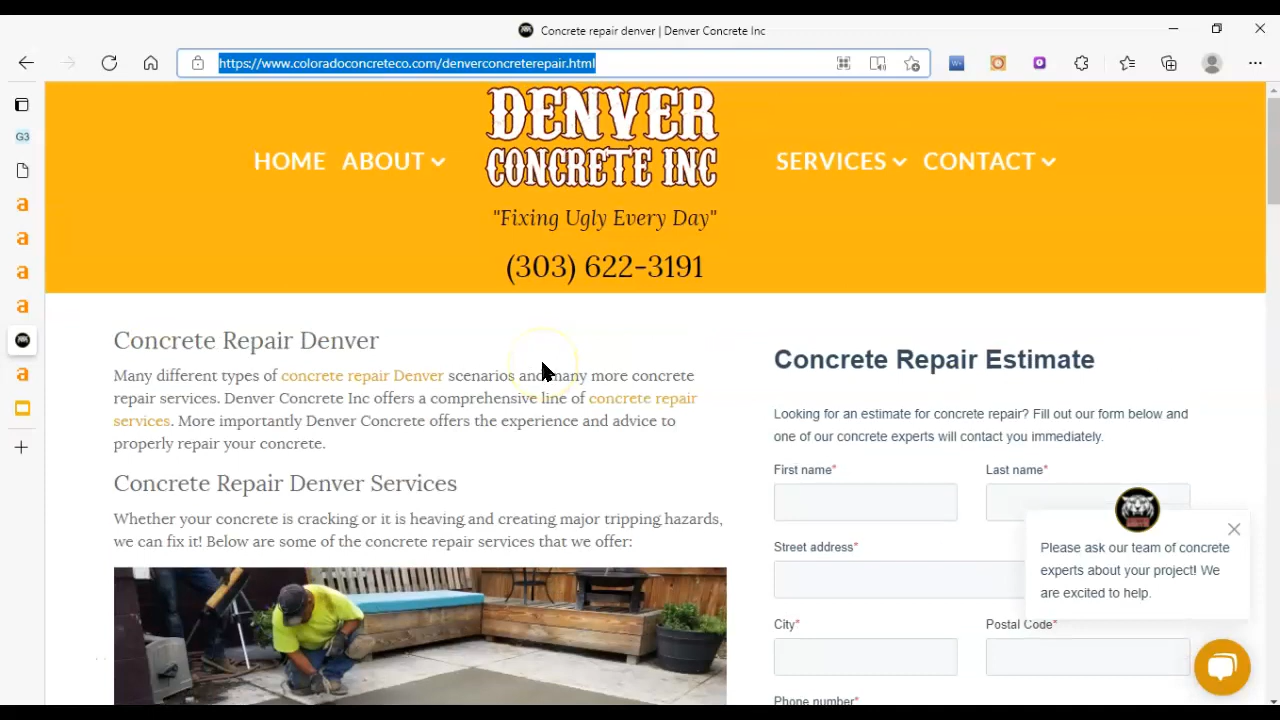 Concrete repair denver | Denver Concrete Inc
https://www.coloradoconcreteco.com/denverconcreterepair.html
G3
a
a
a
a
a
DENVER
CONCRETE INC
HOME ABOUT
SERVICES CONTACT
"Fixing Ugly Every Day"
(303) 622-3191
Concrete Repair Denver
Many different types of concrete repair Denver scenarios and many more concrete
repair services. Denver Concrete Inc offers a comprehensive line of concrete repair
services. More importantly Denver Concrete offers the experience and advice to
properly repair your concrete.
Concrete Repair Denver Services
Whether your concrete is cracking or it is heaving and creating major tripping hazards,
we can fix it! Below are some of the concrete repair services that we offer:
Concrete Repair Estimate
Looking for an estimate for concrete repair? Fill out our form below and
one of our concrete experts will contact you immediately.
First name*
Last name*
Street address*
City*
Postal Code*
Phone number*
Please ask our team of concrete
experts about your project! We
are excited to help.